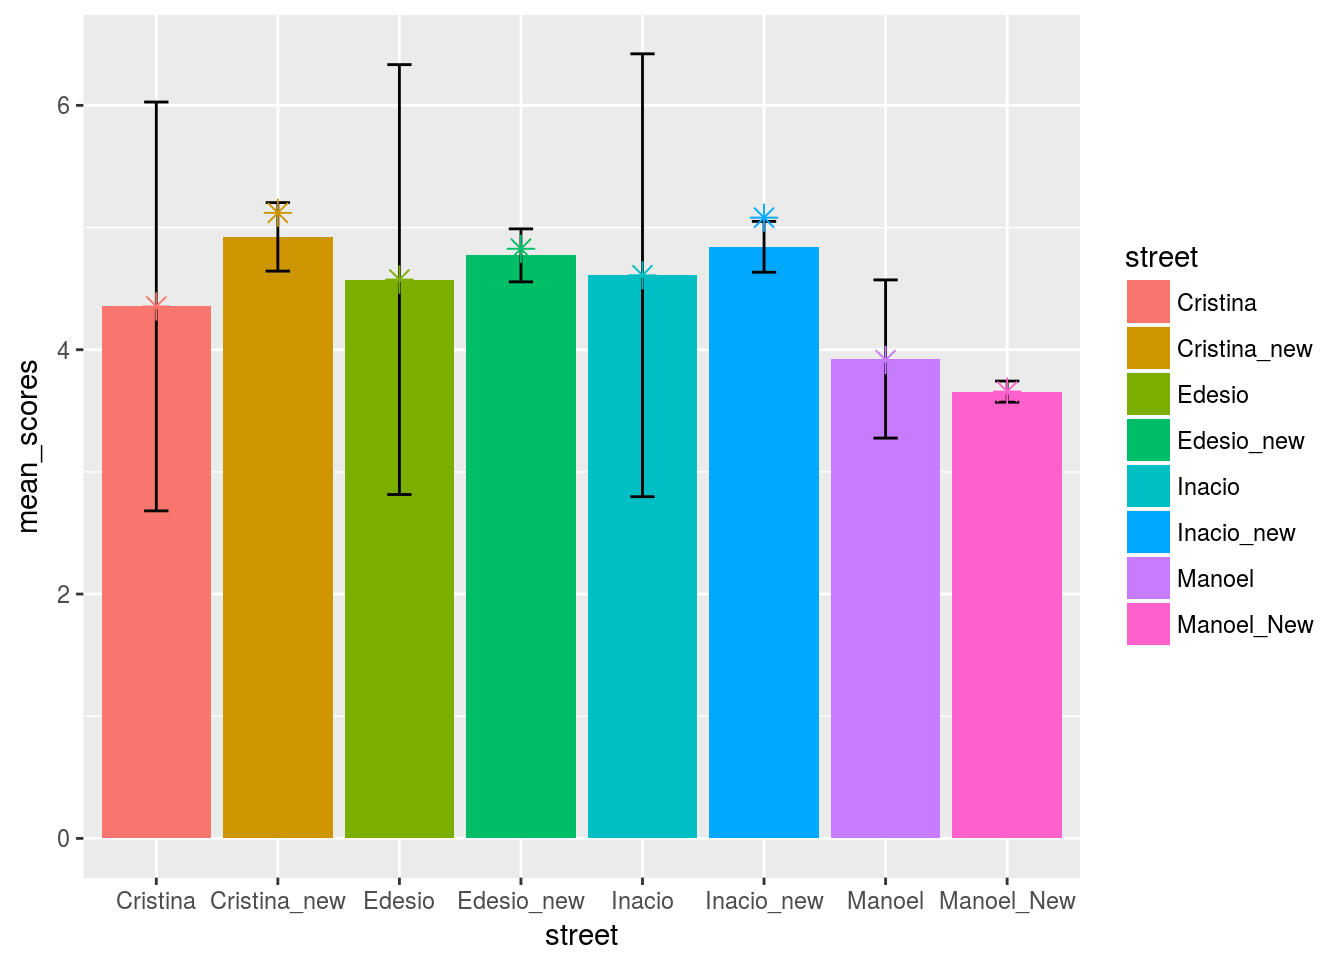 6
4
2
0
mean_scores
Cristina
Cristina_new
Edesio
Edesio_new
Inacio
Inacio_new
Manoel
Manoel_New
street
street
Cristina
Cristina_new
Edesio
Edesio_new
Inacio
Inacio_new
Manoel
Manoel_New